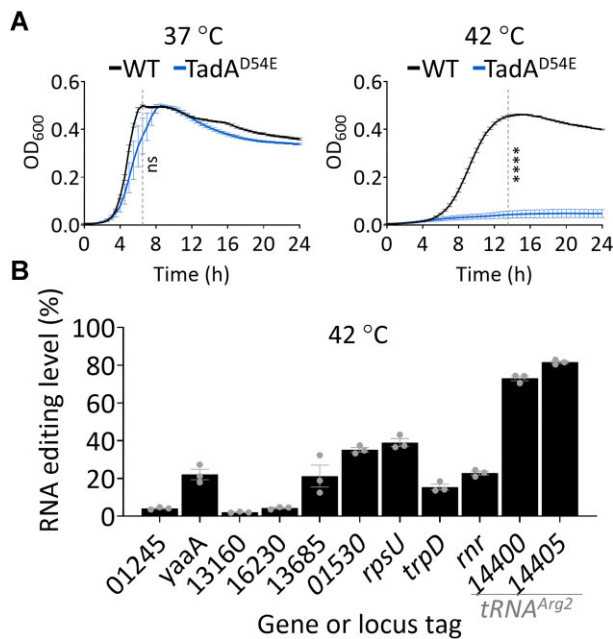 A
37 °C
WT TadA^D54E
OD₆₀₀
0.6
0.4
0.2
0.0
ns
0 4 8 12 16 20 24
Time (h)
42 °C
WT TadA^D54E
OD₆₀₀
0.6
0.4
0.2
0.0
****
0 4 8 12 16 20 24
Time (h)
B
42 °C
RNA editing level (%)
100
80
60
40
20
0
01245 yaaA 13160 16230 13685 01530 rpsU trpD rnr 14400 14405
tRNA^Arg2
Gene or locus tag